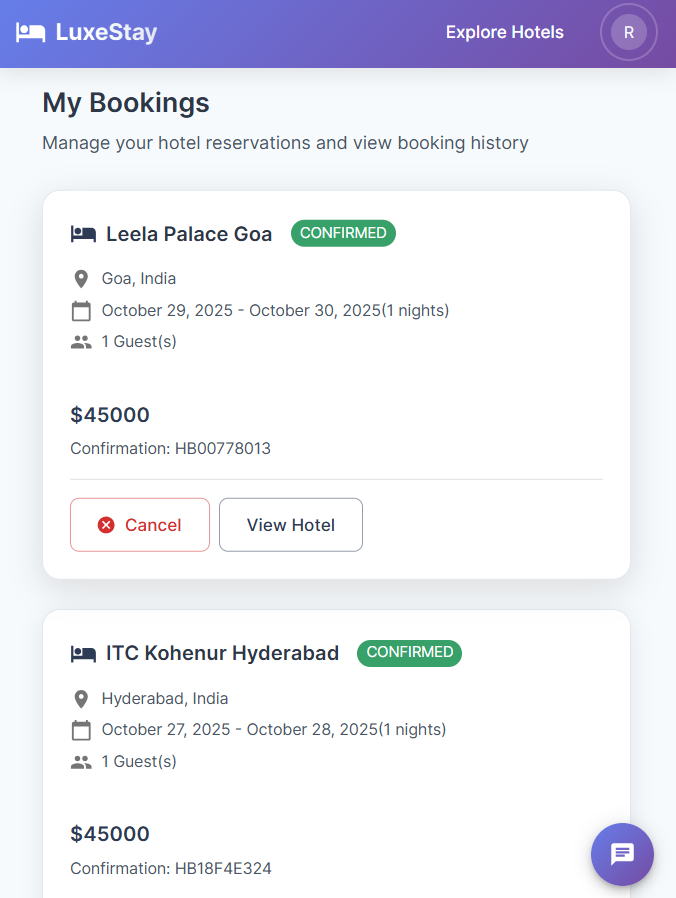 LuxeStay
Explore Hotels
R
My Bookings
Manage your hotel reservations and view booking history
Leela Palace Goa
CONFIRMED
Goa, India
October 29, 2025 - October 30, 2025(1 nights)
1 Guest(s)
$45000
Confirmation: HB00778013
Cancel
View Hotel
ITC Kohenur Hyderabad
CONFIRMED
Hyderabad, India
October 27, 2025 - October 28, 2025(1 nights)
1 Guest(s)
$45000
Confirmation: HB18F4E324